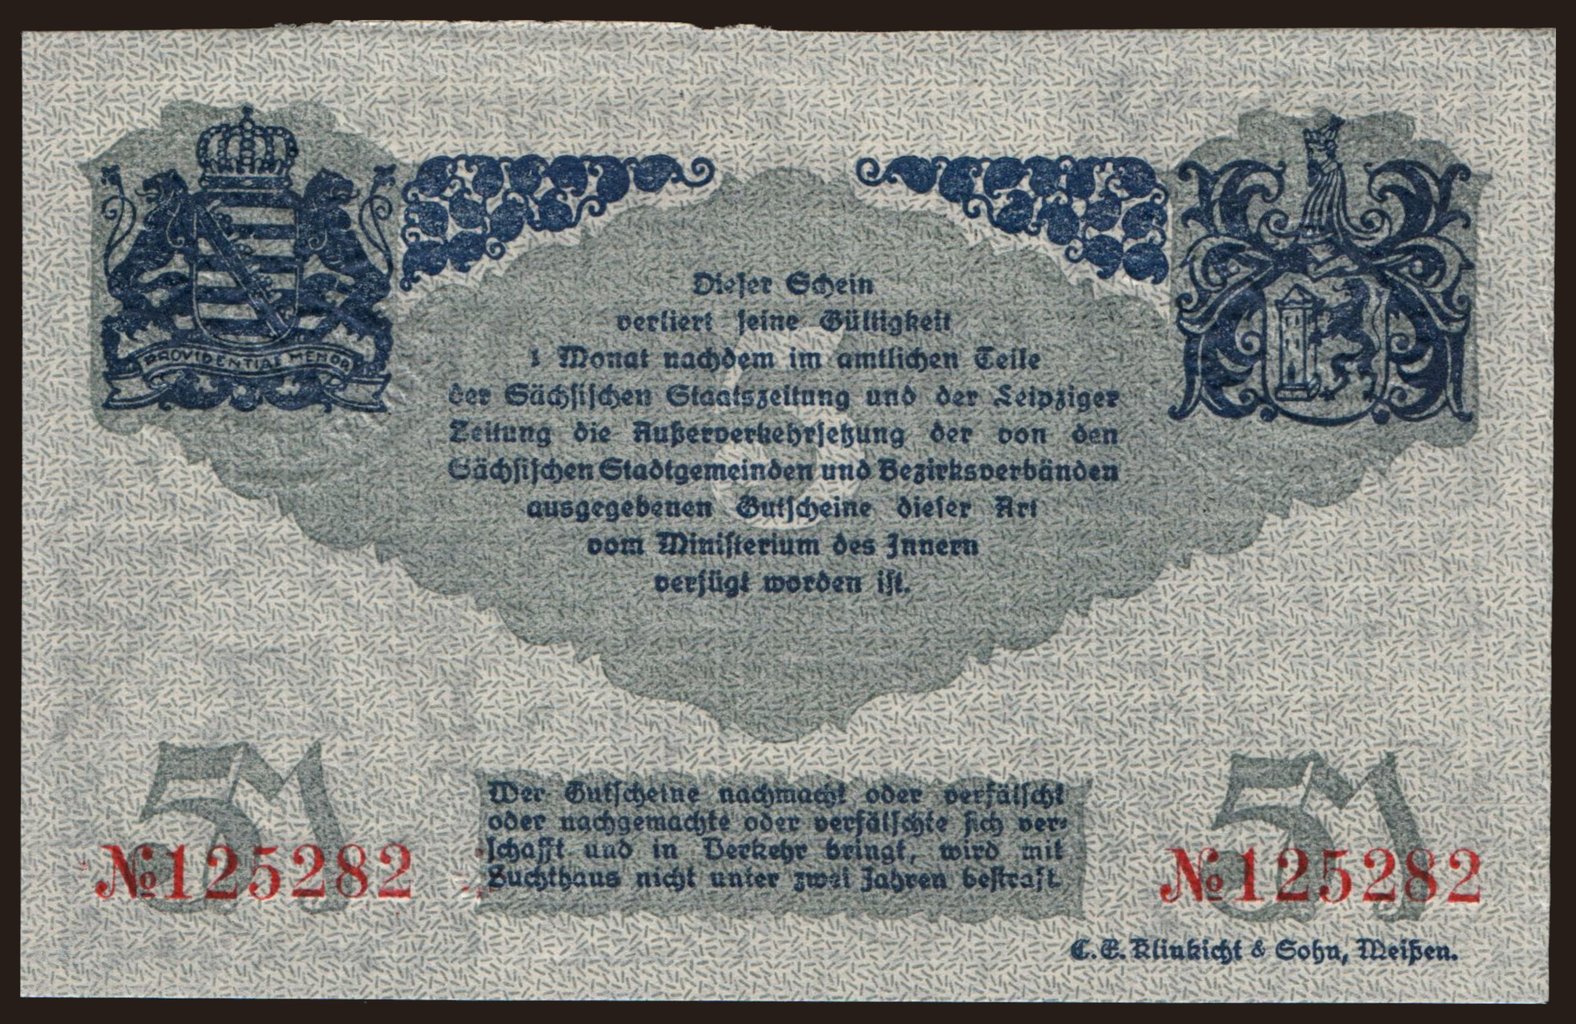 PROVIDENTIAE MEMOR
Dieser Schein
verliert seine Gültigkeit
1 Monat nachdem im amtlichen Teile
der Sächsischen Staatszeitung und der Leipziger
Zeitung die Außerverkehrsetzung der von den
Sächsischen Stadtgemeinden und Bezirksverbänden
ausgegebenen Gutscheine dieser Art
vom Ministerium des Innern
verfügt worden ist.
5
5M
5M
Wer Gutscheine nachmacht oder verfälscht
oder nachgemachte oder verfälschte sich ver-
schafft und in Verkehr bringt, wird mit
Zuchthaus nicht unter zwei Jahren bestraft.
№125282
№125282
C. E. Klinkicht & Sohn, Meißen.